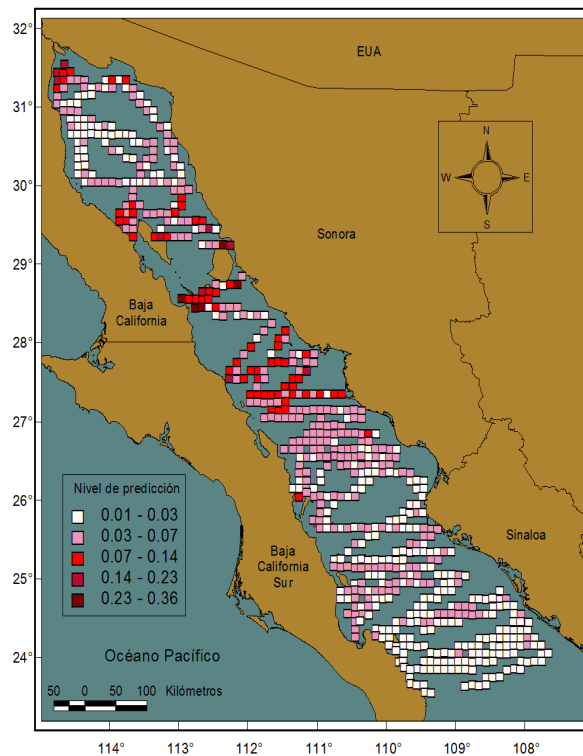 32°
31°
30°
29°
28°
27°
26°
25°
24°
EUA
N
W E
S
Sonora
Baja
California
Nivel de predicción
0.01 - 0.03
0.03 - 0.07
0.07 - 0.14
0.14 - 0.23
0.23 - 0.36
Baja
California
Sur
Sinaloa
Océano Pacífico
50 0 50 100 Kilómetros
114° 113° 112° 111° 110° 109° 108°